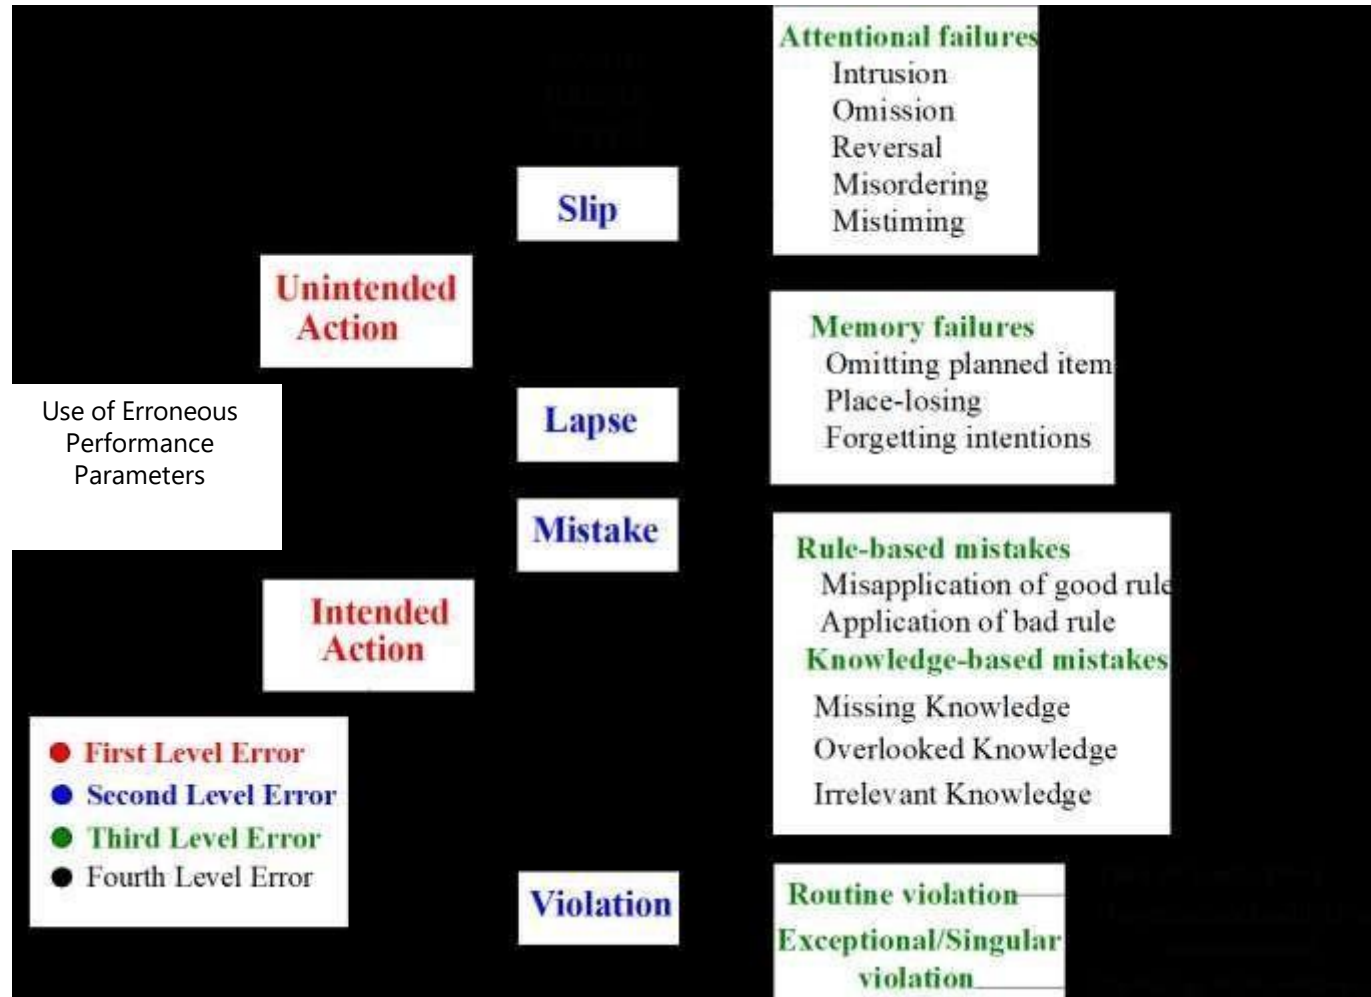 Attentional failures
Intrusion
Omission
Reversal
Misordering
Mistiming
Slip
Unintended
Action
Memory failures
Omitting planned item
Place-losing
Forgetting intentions
Lapse
Use of Erroneous
Performance
Parameters
Mistake
Rule-based mistakes
Misapplication of good rule
Application of bad rule
Knowledge-based mistakes
Missing Knowledge
Overlooked Knowledge
Irrelevant Knowledge
Intended
Action
First Level Error
Second Level Error
Third Level Error
Fourth Level Error
Violation
Routine violation
Exceptional/Singular
violation